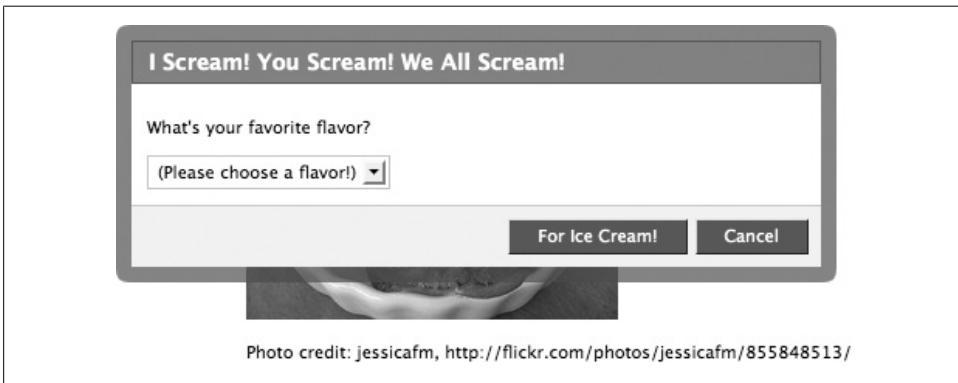 I Scream! You Scream! We All Scream!
What's your favorite flavor?
(Please choose a flavor!)
For Ice Cream! Cancel
Photo credit: jessicafm, http://flickr.com/photos/jessicafm/855848513/